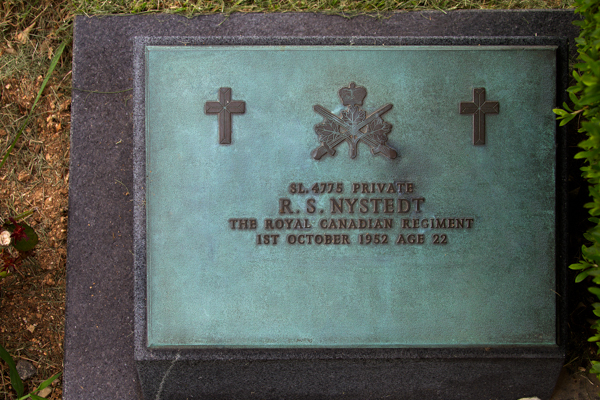 SL.4775 PRIVATE
R. S. NYSTEDT
THE ROYAL CANADIAN REGIMENT
1ST OCTOBER 1952 AGE 22